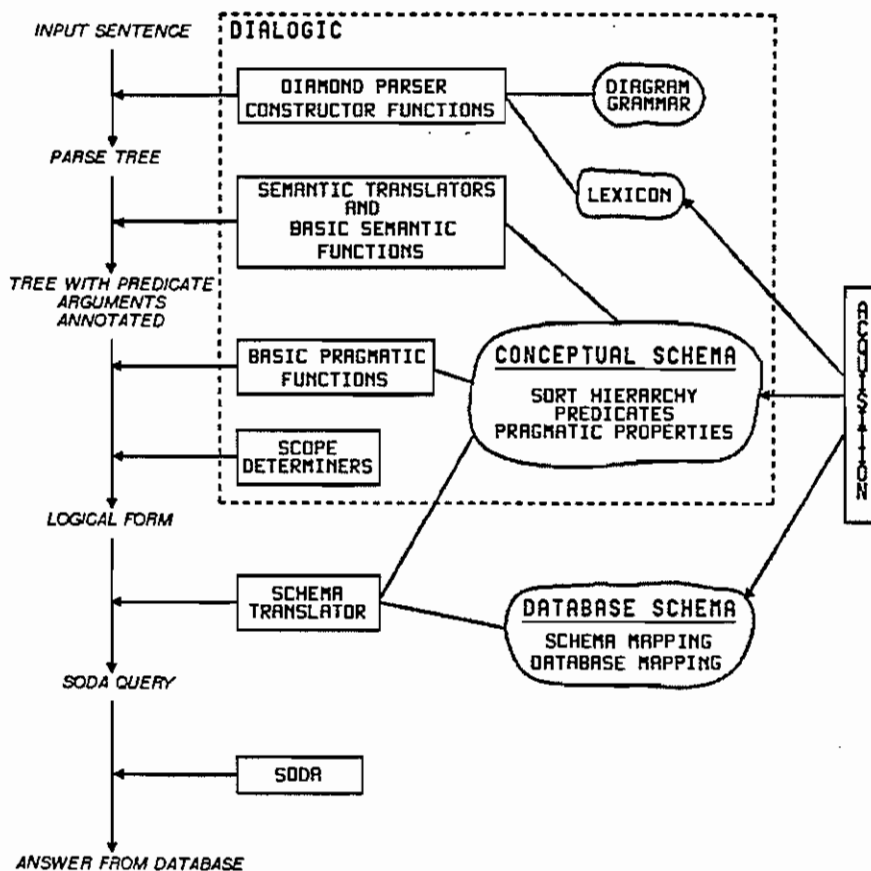 INPUT SENTENCE
DIALOGIC
DIAMOND PARSER
CONSTRUCTOR FUNCTIONS
DIAGRAM
GRAMMAR
PARSE TREE
LEXICON
SEMANTIC TRANSLATORS
AND
BASIC SEMANTIC
FUNCTIONS
TREE WITH PREDICATE
ARGUMENTS
ANNOTATED
BASIC PRAGMATIC
FUNCTIONS
CONCEPTUAL SCHEMA
SORT HIERARCHY
PREDICATES
PRAGMATIC PROPERTIES
ACQUISITION
SCOPE
DETERMINERS
LOGICAL FORM
SCHEMA
TRANSLATOR
DATABASE SCHEMA
SCHEMA MAPPING
DATABASE MAPPING
SODA QUERY
SODA
ANSWER FROM DATABASE